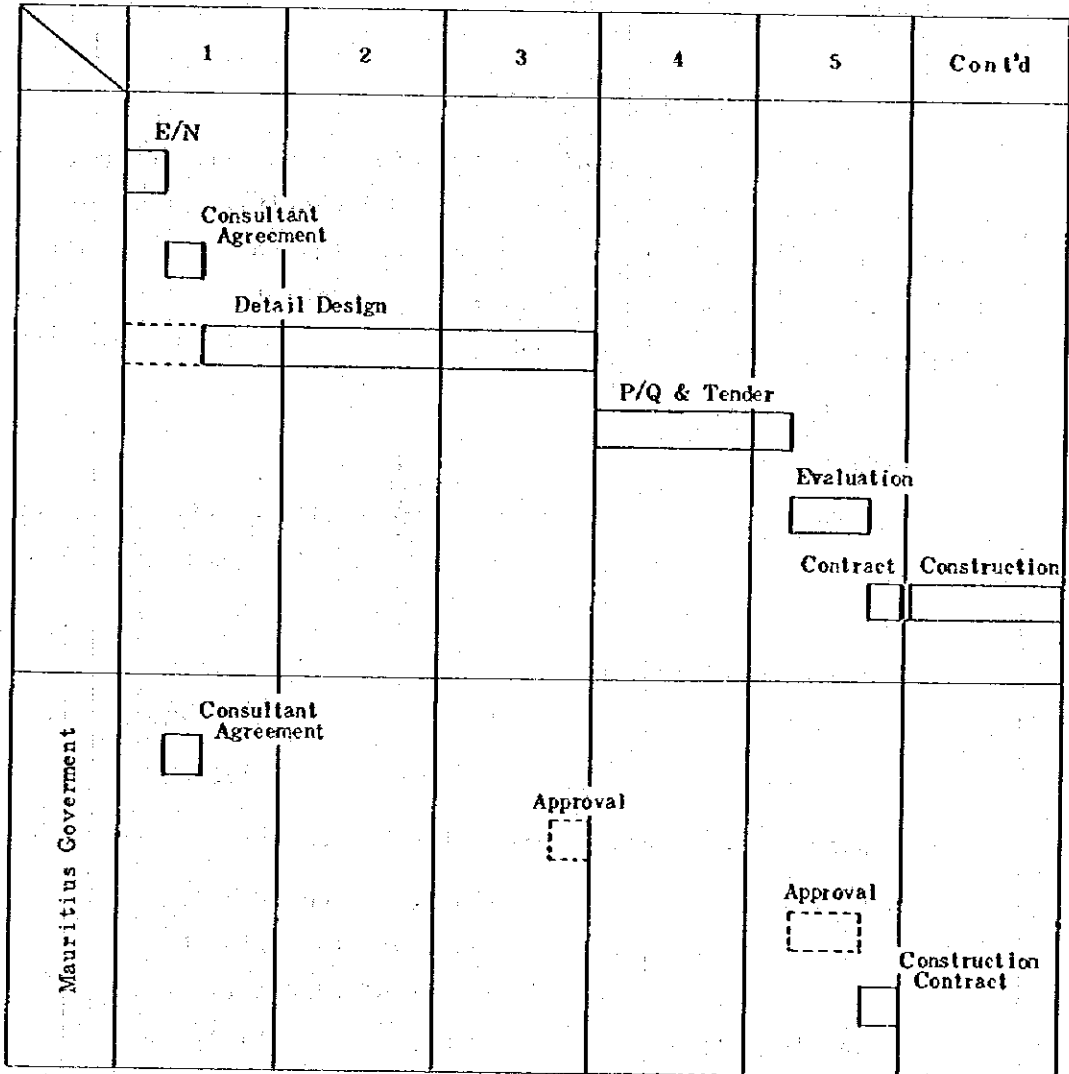 1 2 3 4 5 Cont'd
E/N
Consultant
Agreement
Detail Design
P/Q & Tender
Evaluation
Contract Construction
Mauritius Goverment
Consultant
Agreement
Approval
Approval
Construction
Contract